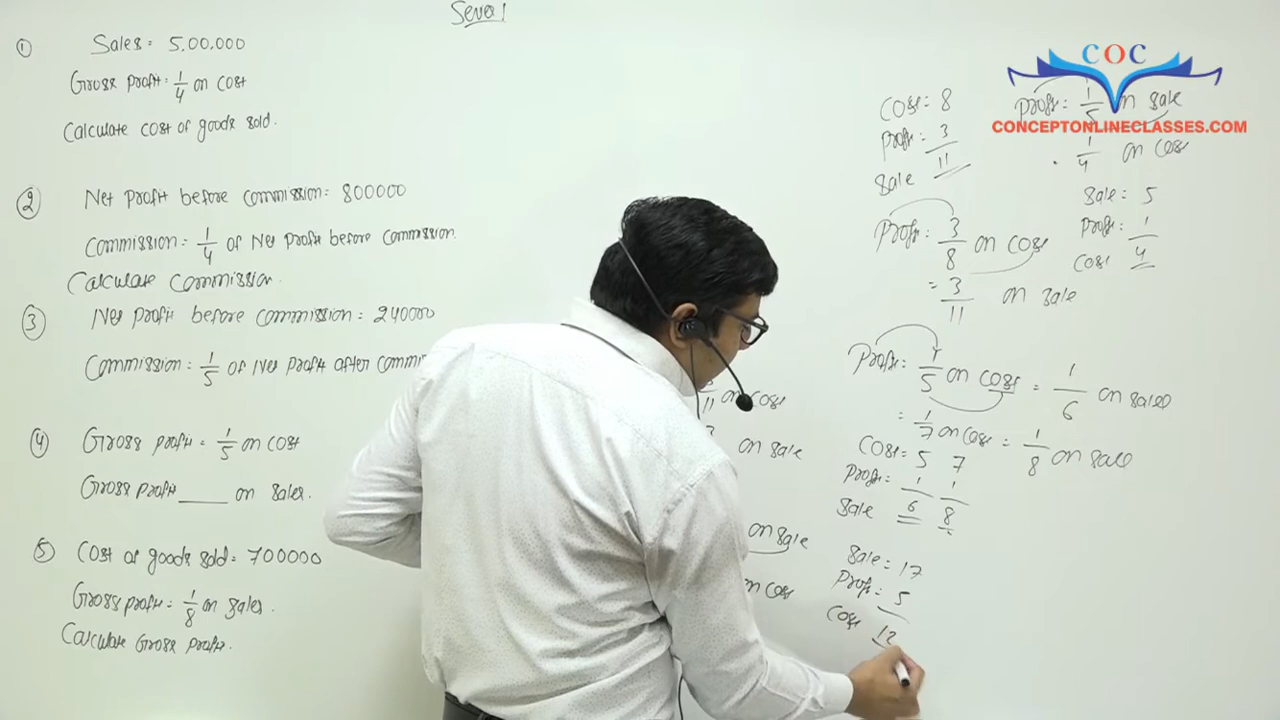 ① Sales = 5,00,000
Gross profit = 1/4 on cost
Calculate cost of goods sold.
② Net profit before commission = 800000
Commission = 1/4 of Net profit before commission.
Calculate Commission.
③ Net profit before commission = 240000
Commission = 1/5 of Net profit after commi
④ Gross profit = 1/5 on cost
Gross profit ____ on sales.
⑤ Cost of goods sold = 700000
Gross profit = 1/8 on sales.
Calculate Gross profit.
11 on cost
on sale
on sale
on cost
Cost = 8
Profit = 3
Sale 11
Profit = 3/8 on cost
= 3/11 on sale
COC
CONCEPTONLINECLASSES.COM
Profit = 1/5 on sale
1/4 on cost
Sale = 5
Profit = 1
Cost 4
Profit = 1/5 on cost = 1/6 on sales
= 1/7 on cost = 1/8 on sale
Cost = 5 7
Profit = 1 1
Sale 6 8
Sale = 17
Profit = 5
Cost 12